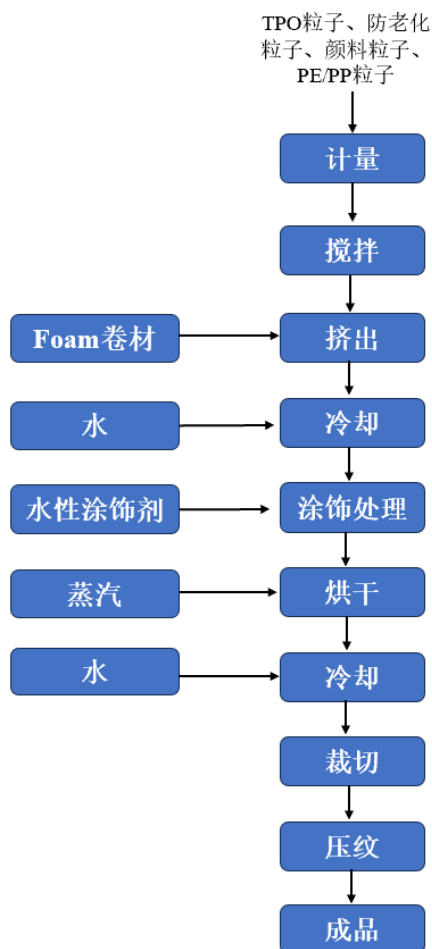 TPO粒子、防老化
粒子、颜料粒子、
PE/PP粒子
计量
搅拌
Foam卷材
挤出
水
冷却
水性涂饰剂
涂饰处理
蒸汽
烘干
水
冷却
裁切
压纹
成品